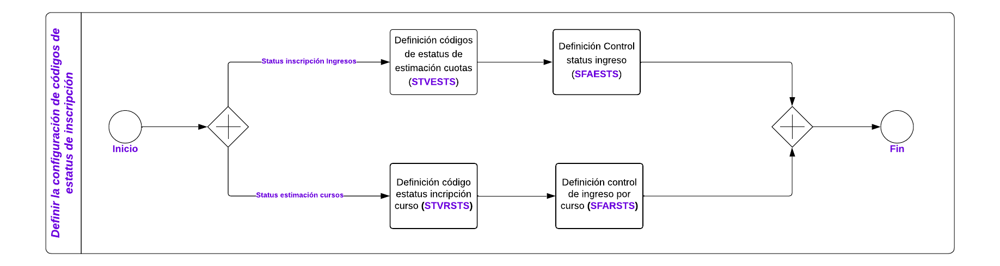 Definir la configuración de códigos de
estatus de inscripción
Inicio
Status inscripción Ingresos
Definición códigos
de estatus de
estimación cuotas
(STVESTS)
Definición Control
status ingreso
(SFAESTS)
Status estimación cursos
Definición código
estatus incripción
curso (STVRSTS)
Definición control
de ingreso por
curso (SFARSTS)
Fin